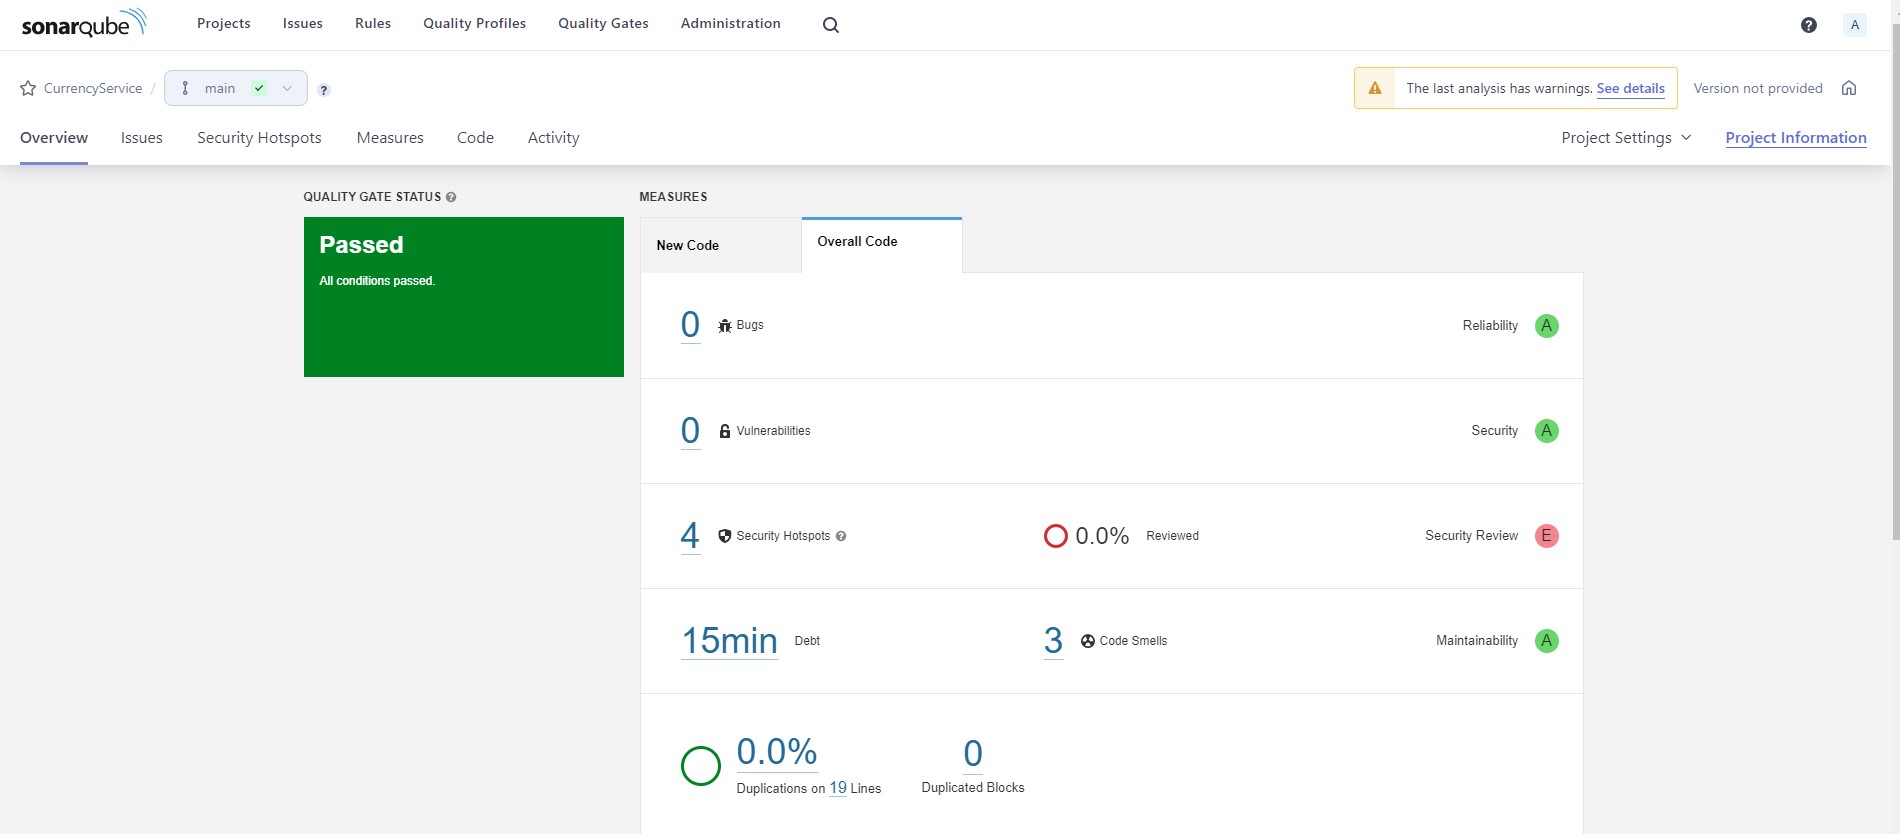 sonarqube Projects Issues Rules Quality Profiles Quality Gates Administration ? A
CurrencyService / main ? The last analysis has warnings. See details Version not provided
Overview Issues Security Hotspots Measures Code Activity Project Settings Project Information
QUALITY GATE STATUS ? MEASURES
Passed
All conditions passed.
New Code Overall Code
0 Bugs Reliability A
0 Vulnerabilities Security A
4 Security Hotspots ? 0.0% Reviewed Security Review E
15min Debt 3 Code Smells Maintainability A
0.0% 0
Duplications on 19 Lines Duplicated Blocks